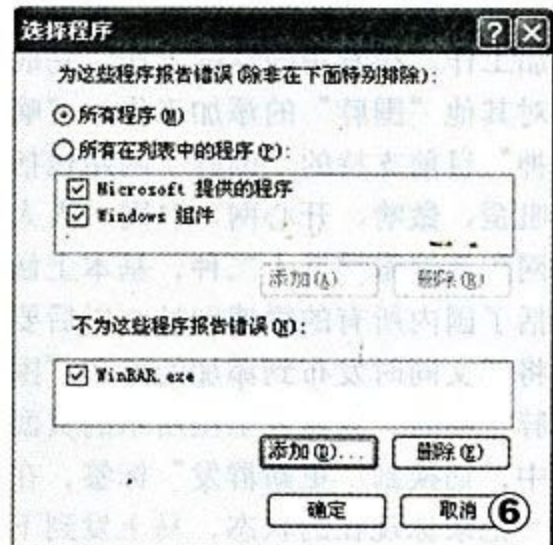 选择程序
为这些程序报告错误(除非在下面特别排除):
所有程序(W)
所有在列表中的程序(P):
Microsoft 提供的程序
Windows 组件
添加(A) 删除(R)
不为这些程序报告错误(N):
WinRAR.exe
添加(D)... 删除(E)
确定 取消 6